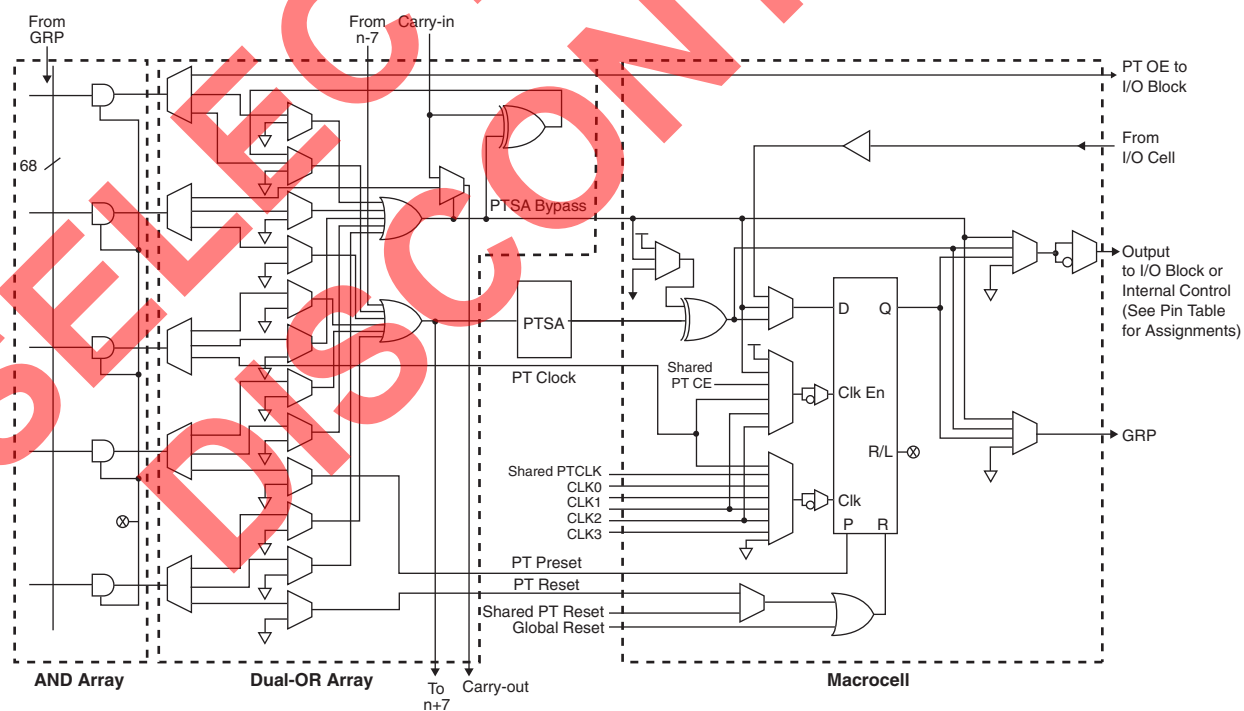 From
GRP
From
n-7
Carry-in
PT OE to
I/O Block
From
I/O Cell
68
PTSA Bypass
Output
to I/O Block or
Internal Control
(See Pin Table
for Assignments)
PTSA
D
Q
PT Clock
Shared
PT CE
Clk En
GRP
R/L
Shared PTCLK
CLK0
CLK1
CLK2
CLK3
Clk
P
R
PT Preset
PT Reset
Shared PT Reset
Global Reset
AND Array
Dual-OR Array
To
n+7
Carry-out
Macrocell
SELEC
DISCONT